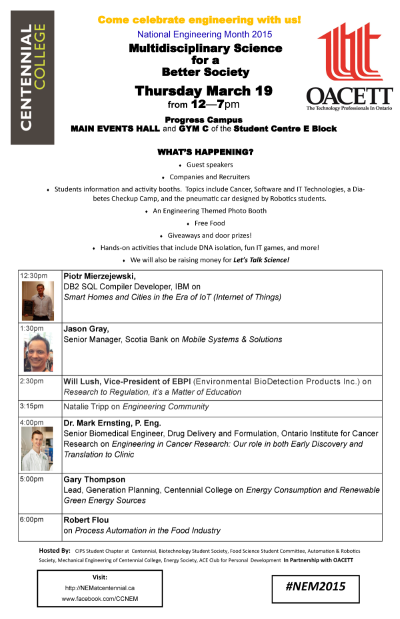 CENTENNIAL
COLLEGE
Come celebrate engineering with us!
National Engineering Month 2015
Multidisciplinary Science
for a
Better Society
Thursday March 19
from 12—7pm
OACETT
The Technology Professionals In Ontario
Progress Campus
MAIN EVENTS HALL and GYM C of the Student Centre E Block
WHAT'S HAPPENING?
• Guest speakers
• Companies and Recruiters
• Students information and activity booths. Topics include Cancer, Software and IT Technologies, a Dia-
betes Checkup Camp, and the pneumatic car designed by Robotics students.
• An Engineering Themed Photo Booth
• Free Food
• Giveaways and door prizes!
• Hands-on activities that include DNA isolation, fun IT games, and more!
• We will also be raising money for Let's Talk Science!
12:30pm
Piotr Mierzejewski,
DB2 SQL Compiler Developer, IBM on
Smart Homes and Cities in the Era of IoT (Internet of Things)
1:30pm
Jason Gray,
Senior Manager, Scotia Bank on Mobile Systems & Solutions
2:30pm
Will Lush, Vice-President of EBPI (Environmental BioDetection Products Inc.) on
Research to Regulation, it's a Matter of Education
3:15pm
Natalie Tripp on Engineering Community
4:00pm
Dr. Mark Ernsting, P. Eng.
Senior Biomedical Engineer, Drug Delivery and Formulation, Ontario Institute for Cancer
Research on Engineering in Cancer Research: Our role in both Early Discovery and
Translation to Clinic
5:00pm
Gary Thompson
Lead, Generation Planning, Centennial College on Energy Consumption and Renewable
Green Energy Sources
6:00pm
Robert Flou
on Process Automation in the Food Industry
Hosted By: CIPS Student Chapter at Centennial, Biotechnology Student Society, Food Science Student Committee, Automation & Robotics
Society, Mechanical Engineering of Centennial College, Energy Society, ACE Club for Personal Development In Partnership with OACETT
Visit:
http://NEMatcentennial.ca
www.facebook.com/CCNEM
#NEM2015